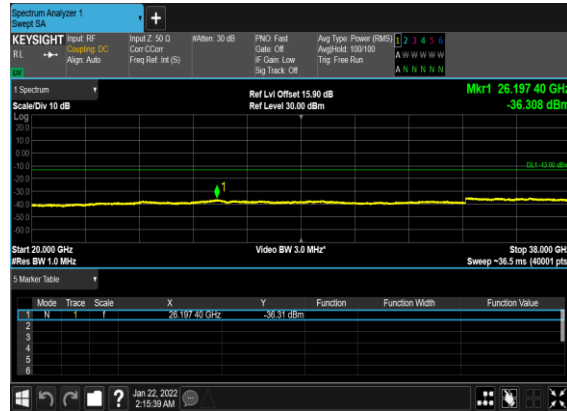 Spectrum Analyzer 1
Swept SA
+
KEYSIGHT Input: RF Input Z: 50 Ω #Atten: 30 dB PNO: Fast Avg Type: Power (RMS) 1 2 3 4 5 6
RL Coupling: DC Corr CCorr Gate: Off Avg|Hold: 100/100 A W W W W W
Align: Auto Freq Ref: Int (S) IF Gain: Low Trig: Free Run
Sig Track: Off A N N N N N
1 Spectrum Ref Lvl Offset 15.90 dB Mkr1 26.197 40 GHz
Scale/Div 10 dB Ref Level 30.00 dBm -36.308 dBm
Log
20.0
10.0
0.00
-10.0 DL1 -13.00 dBm
-20.0
-30.0 1
-40.0
-50.0
-60.0
Start 20.000 GHz Video BW 3.0 MHz* Stop 38.000 GHz
#Res BW 1.0 MHz Sweep ~36.5 ms (40001 pts
5 Marker Table
Mode Trace Scale X Y Function Function Width Function Value
1 N 1 f 26.197 40 GHz -36.31 dBm
2
3
4
5
6
? Jan 22, 2022
2:15:39 AM